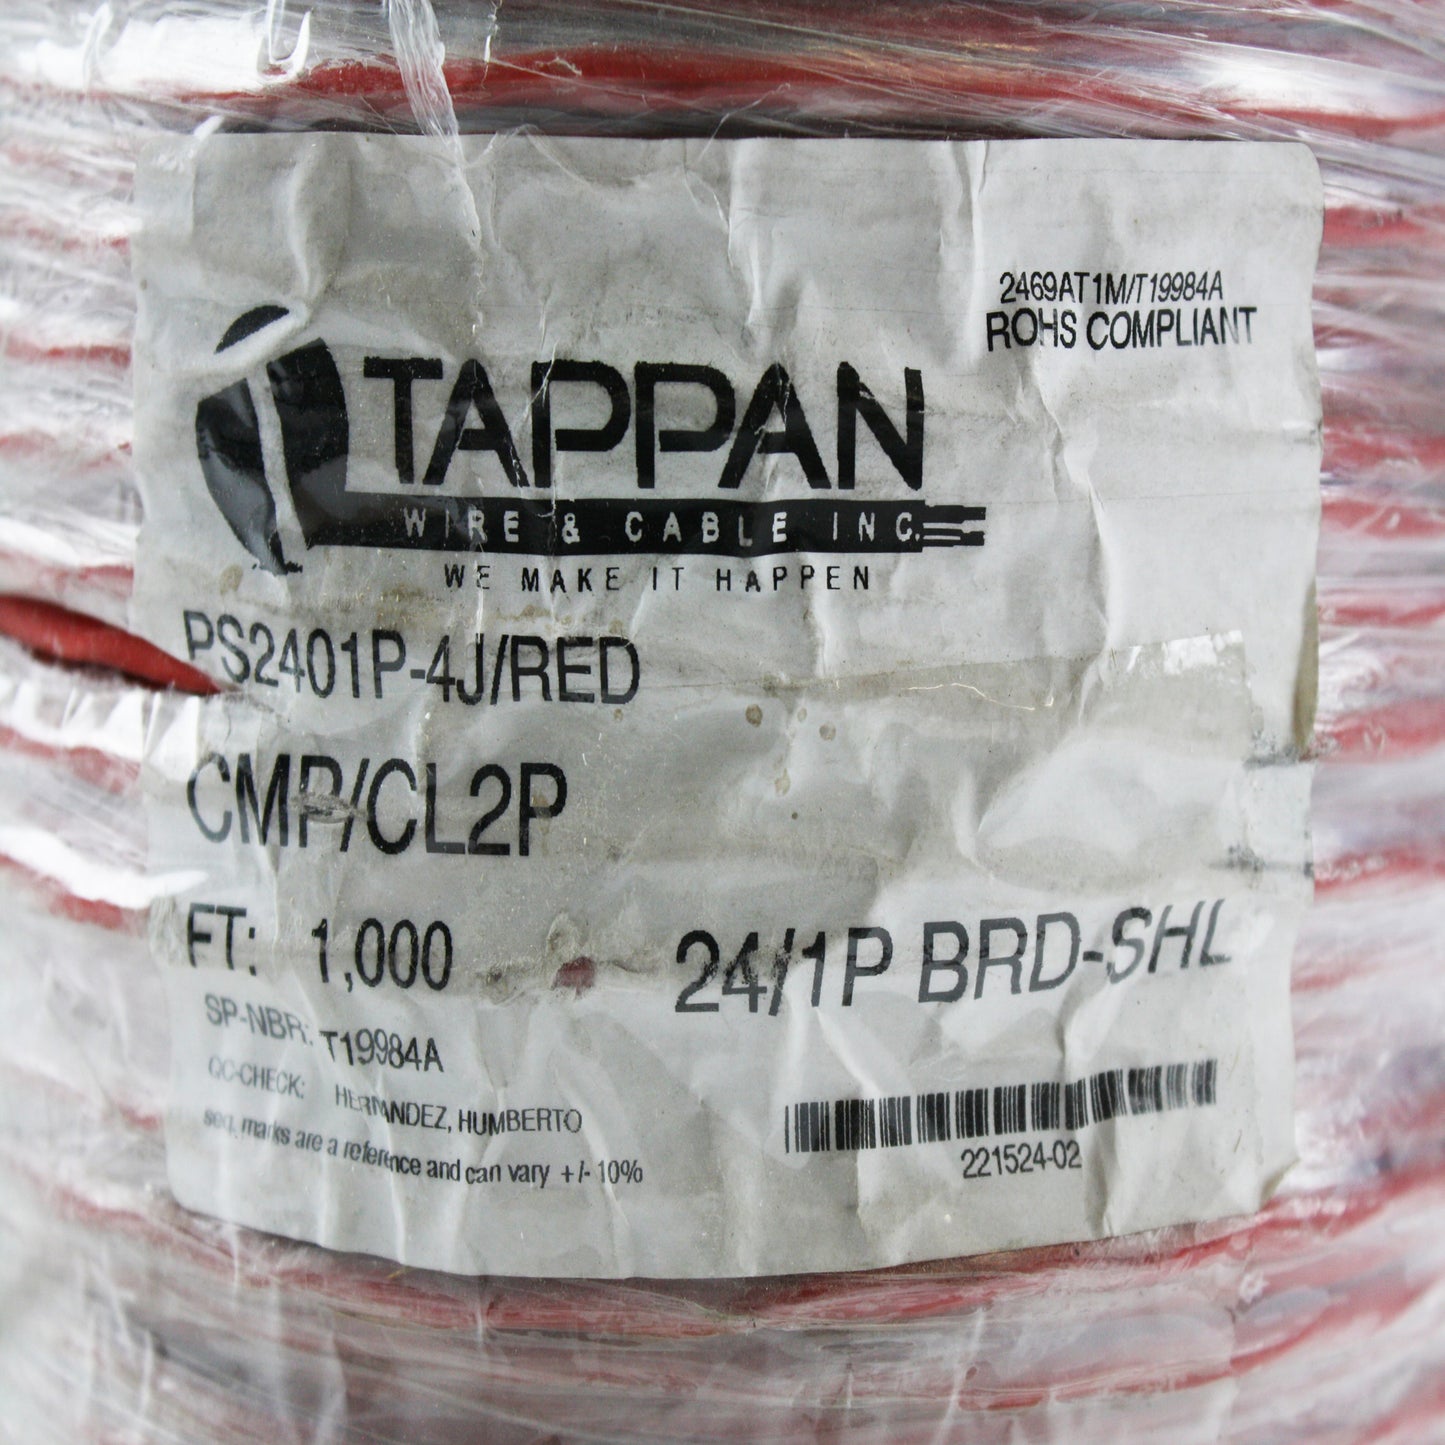 2469AT1M/T19984A
ROHS COMPLIANT
TAPPAN
WIRE & CABLE INC.
WE MAKE IT HAPPEN
PS2401P-4J/RED
CMP/CL2P
FT: 1,000 24/1P BRD-SHL
SP-NBR: T19984A
QC-CHECK: HERNANDEZ, HUMBERTO
seq. marks are a reference and can vary +/- 10%
221524-02